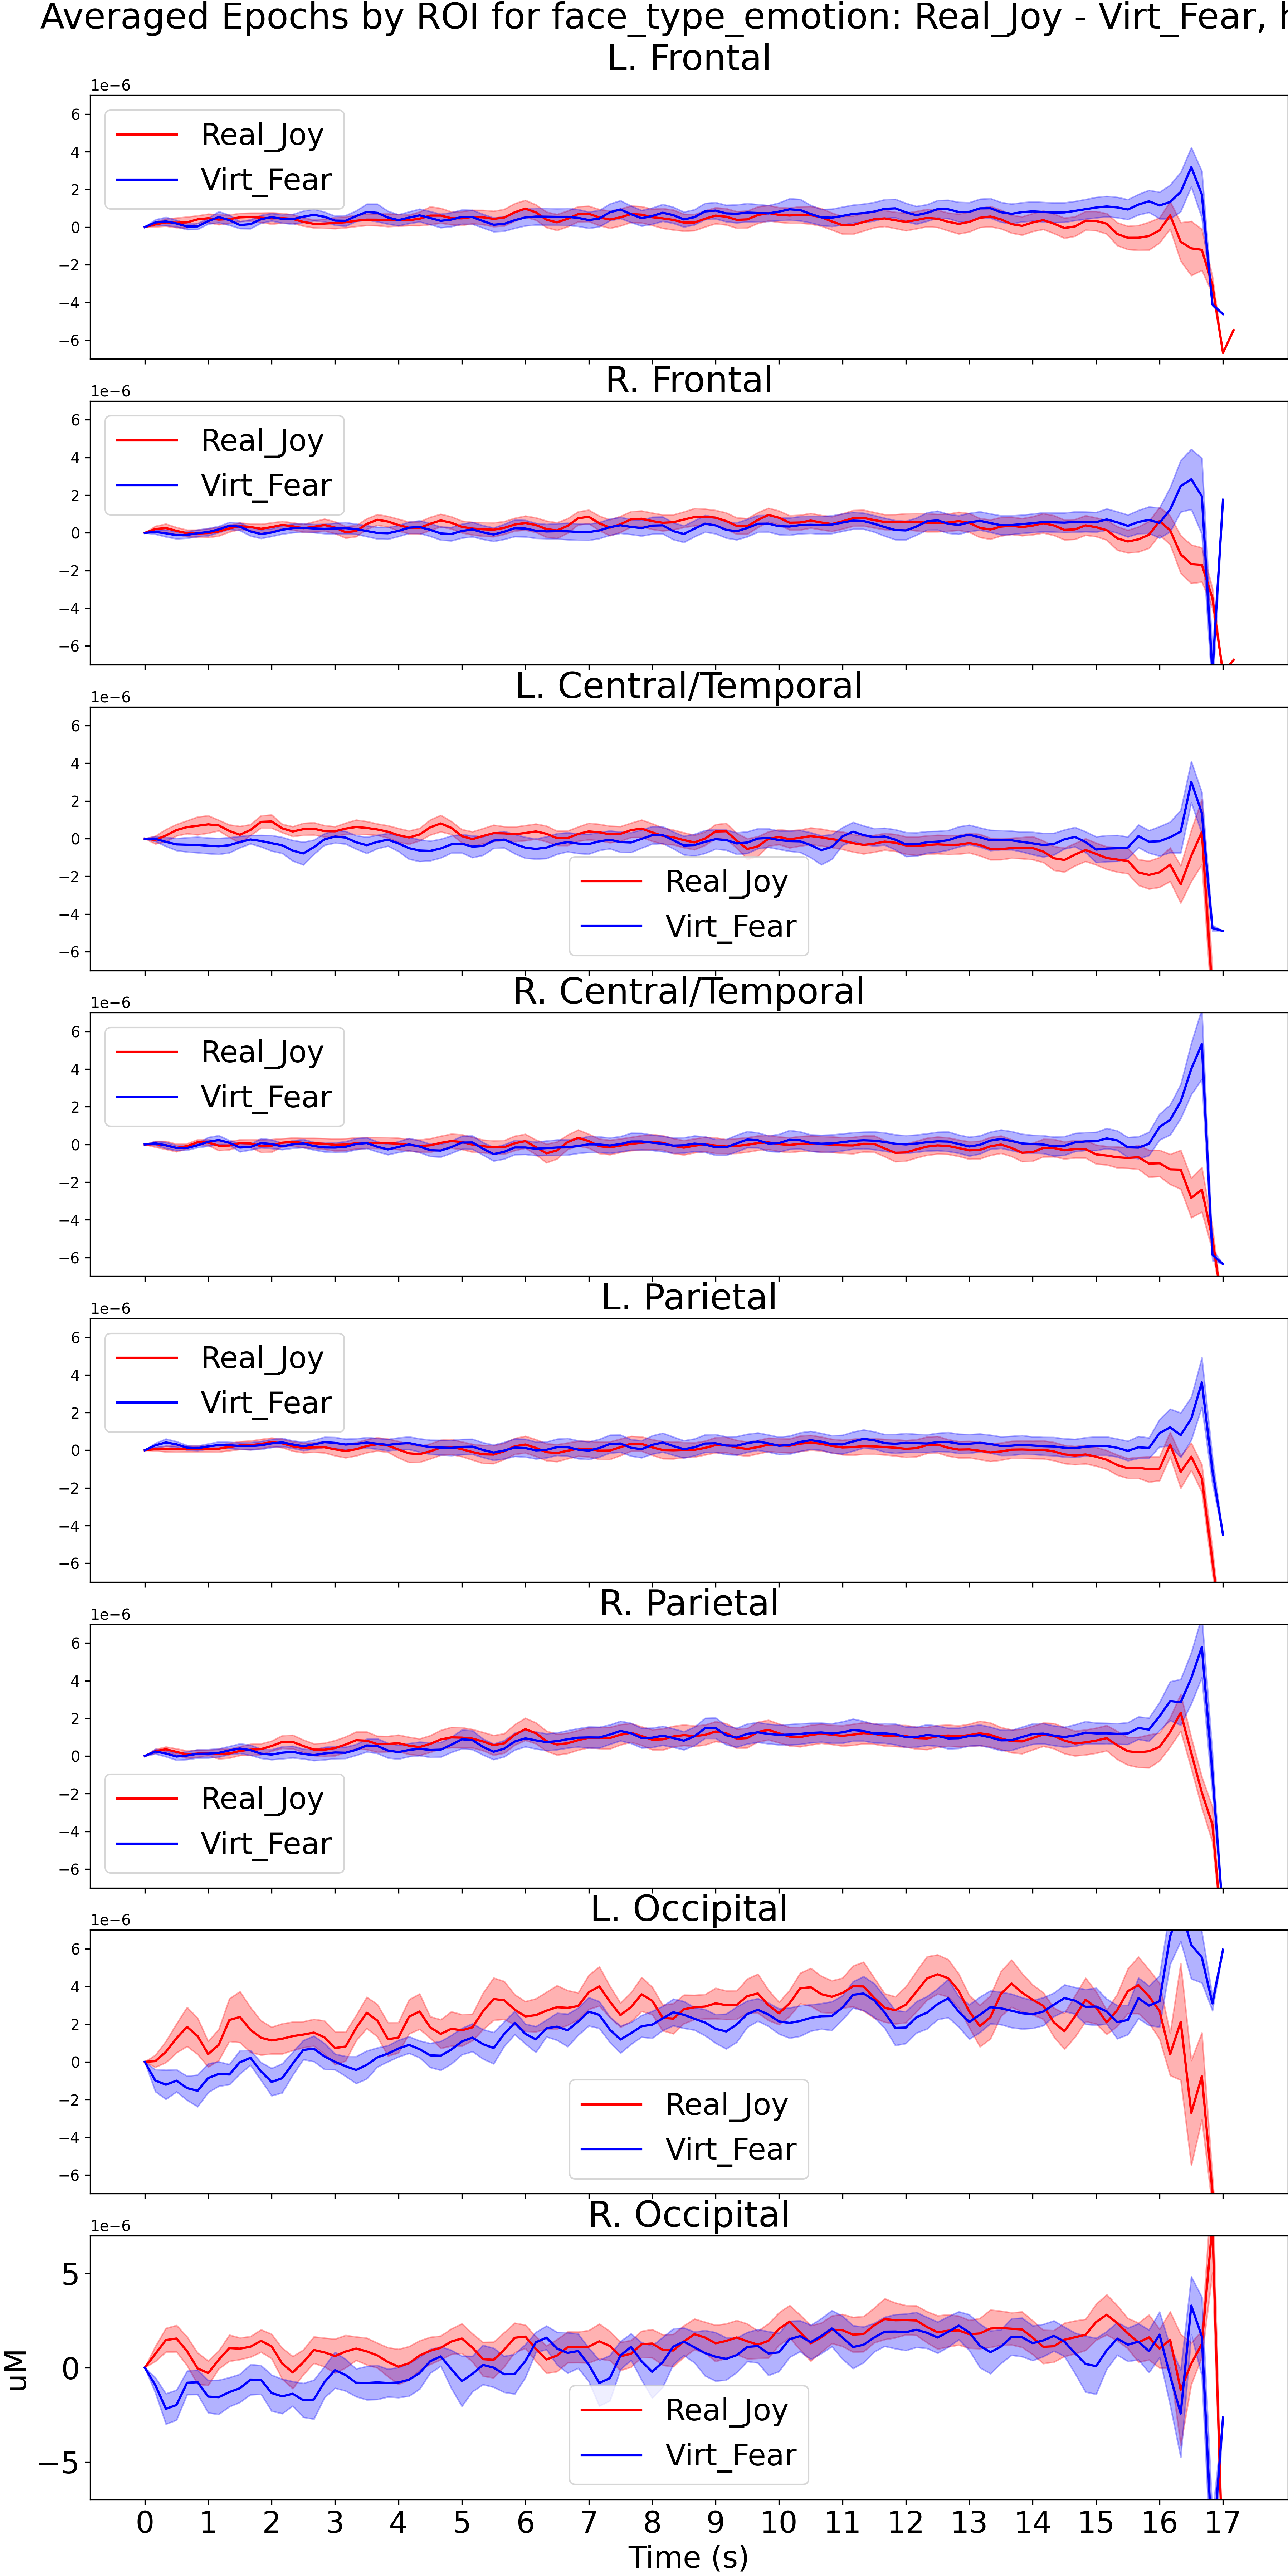 Averaged Epochs by ROI for face_type_emotion: Real_Joy - Virt_Fear,
L. Frontal
1e−6
6
4
2
0
−2
−4
−6
Real_Joy
Virt_Fear
R. Frontal
1e−6
6
4
2
0
−2
−4
−6
Real_Joy
Virt_Fear
L. Central/Temporal
1e−6
6
4
2
0
−2
−4
−6
Real_Joy
Virt_Fear
R. Central/Temporal
1e−6
6
4
2
0
−2
−4
−6
Real_Joy
Virt_Fear
L. Parietal
1e−6
6
4
2
0
−2
−4
−6
Real_Joy
Virt_Fear
R. Parietal
1e−6
6
4
2
0
−2
−4
−6
Real_Joy
Virt_Fear
L. Occipital
1e−6
6
4
2
0
−2
−4
−6
Real_Joy
Virt_Fear
R. Occipital
1e−6
5
0
−5
uM
Real_Joy
Virt_Fear
0 1 2 3 4 5 6 7 8 9 10 11 12 13 14 15 16 17
Time (s)